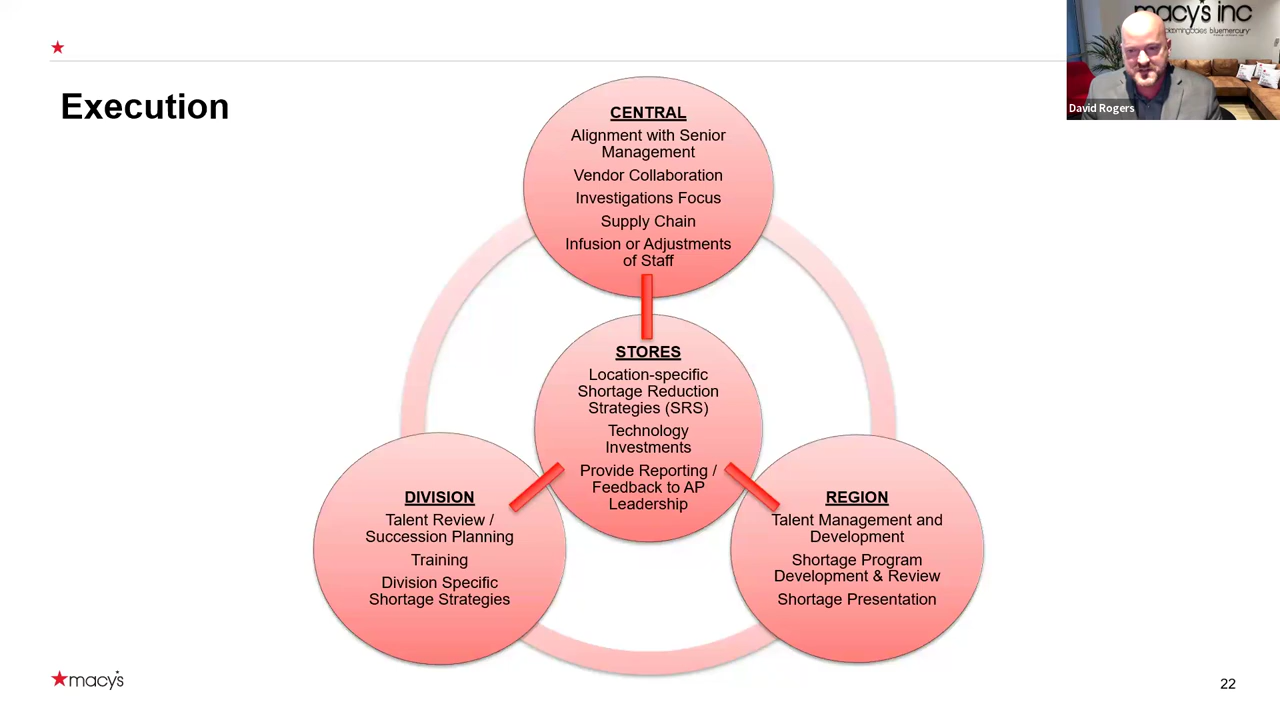 macy's inc
bloomingdales bluemercury
David Rogers
Execution
CENTRAL
Alignment with Senior
Management
Vendor Collaboration
Investigations Focus
Supply Chain
Infusion or Adjustments
of Staff
STORES
Location-specific
Shortage Reduction
Strategies (SRS)
Technology
Investments
Provide Reporting /
Feedback to AP
Leadership
DIVISION
Talent Review /
Succession Planning
Training
Division Specific
Shortage Strategies
REGION
Talent Management and
Development
Shortage Program
Development & Review
Shortage Presentation
macy's
22